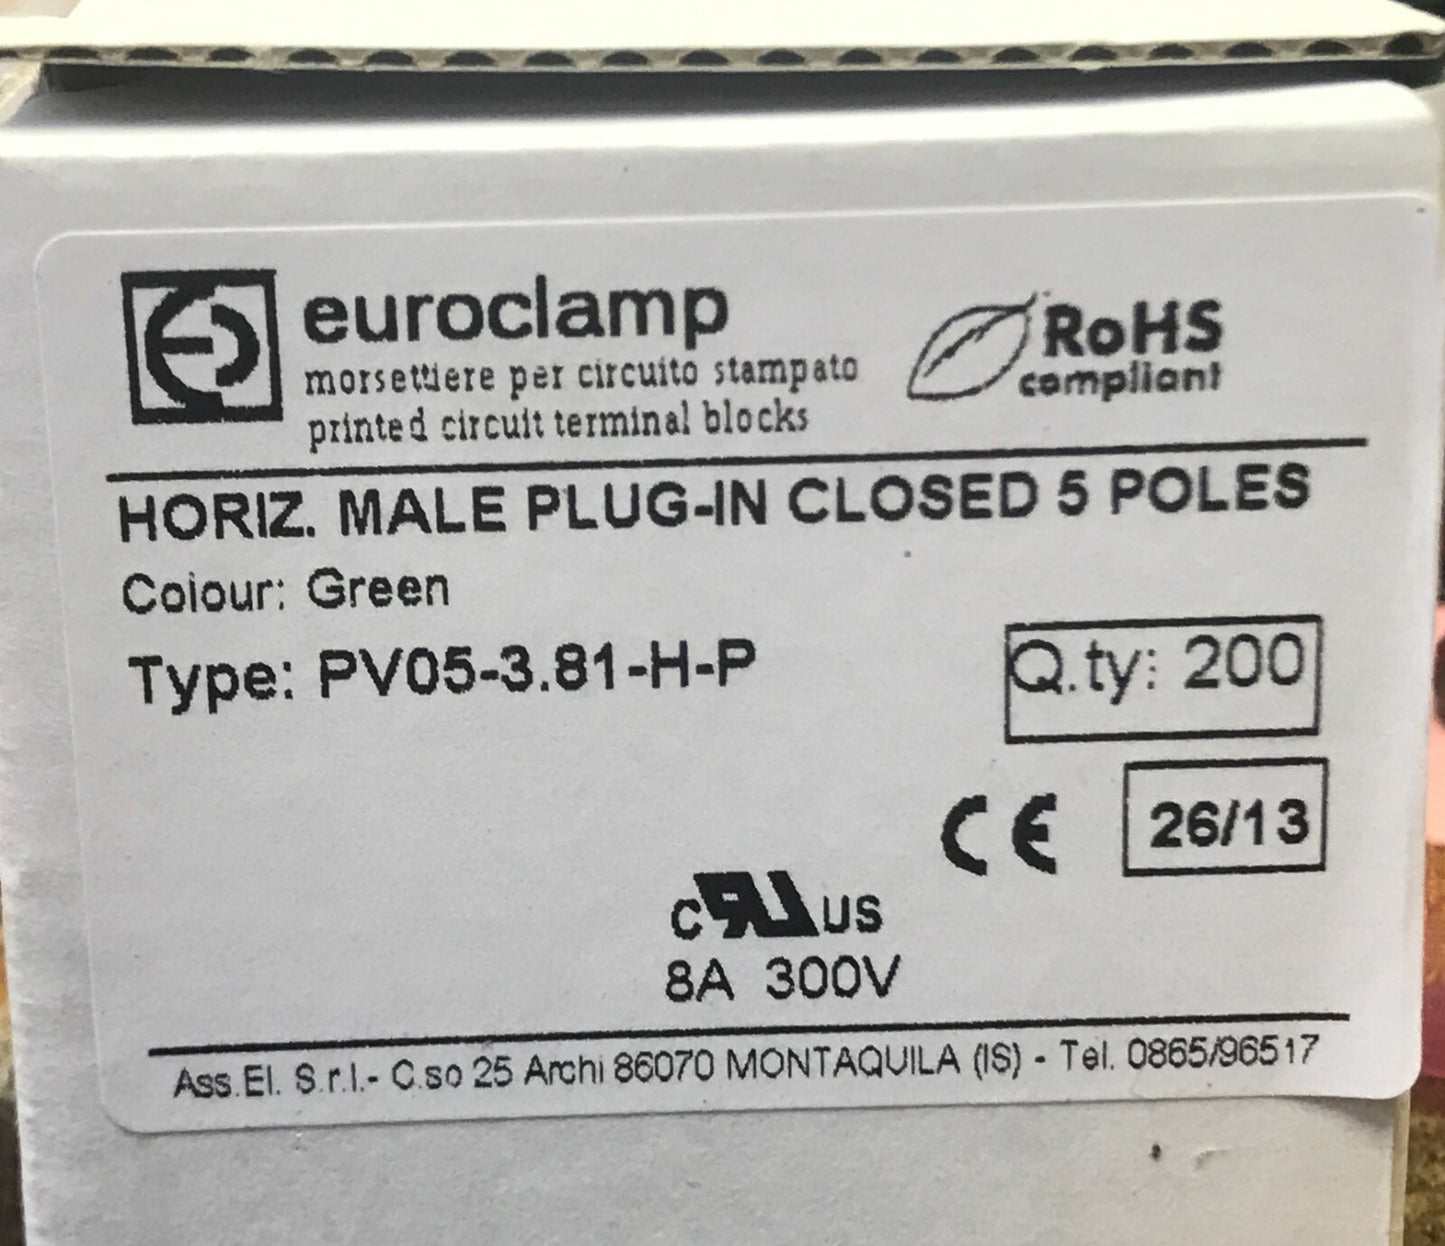 euroclamp
morsettiere per circuito stampato
printed circuit terminal blocks
RoHS
compliant
HORIZ. MALE PLUG-IN CLOSED 5 POLES
Colour: Green
Type: PV05-3.81-H-P
Q.ty: 200
CE
26/13
c RU US
8A 300V
Ass.El. S.r.l.- C.so 25 Archi 86070 MONTAQUILA (IS) - Tel. 0865/96517